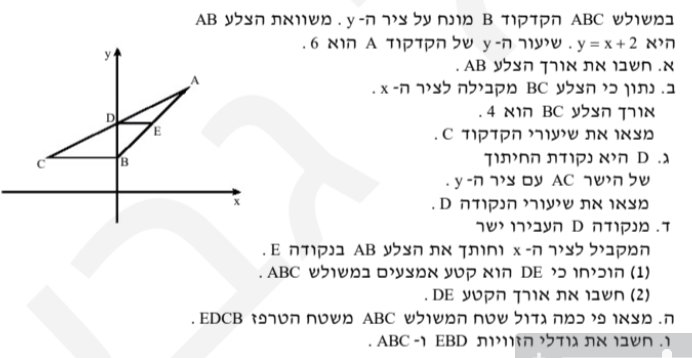 במשולש ABC הקדקוד B מונח על ציר ה-y . משוואת הצלע AB
היא y = x + 2 . שיעור ה-y של הקדקוד A הוא 6 .
א. חשבו את אורך הצלע AB .
ב. נתון כי הצלע BC מקבילה לציר ה-x .
אורך הצלע BC הוא 4 .
מצאו את שיעורי הקדקוד C .
ג. D היא נקודת החיתוך
של הישר AC עם ציר ה-y .
מצאו את שיעורי הנקודה D .
ד. מנקודה D העבירו ישר
המקביל לציר ה-x וחותך את הצלע AB בנקודה E .
(1) הוכיחו כי DE הוא קטע אמצעים במשולש ABC .
(2) חשבו את אורך הקטע DE .
ה. מצאו פי כמה גדול שטח המשולש ABC משטח הטרפז EDCB .
ו. חשבו את גודלי הזוויות EBD ו- ABC .
y
A
D
E
C
B
x